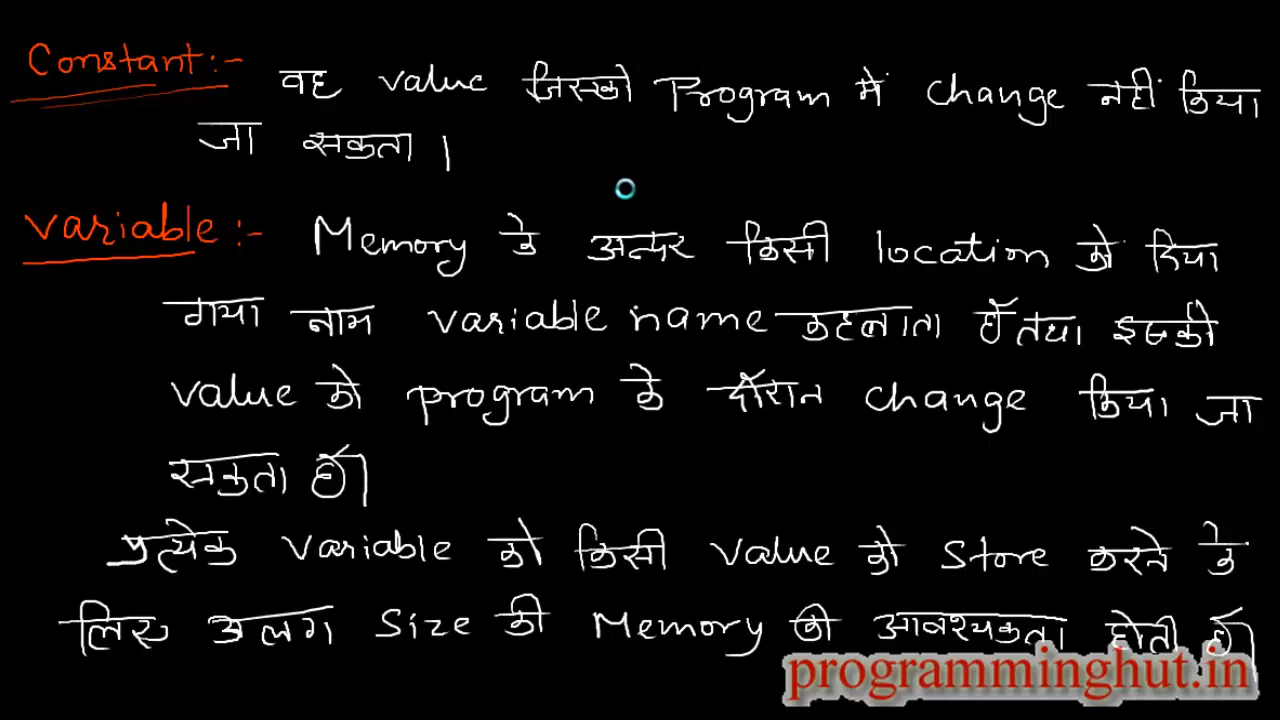 Constant:- वह value जिसको Program में change नहीं किया
जा सकता।
Variable:- Memory के अन्दर किसी location को दिया
गया नाम variable name कहलाता है तथा इसकी
value को program के दौरान change किया जा
सकता है।
प्रत्येक variable को किसी value को Store करने के
लिए अलग Size की Memory की आवश्यकता होती है।
programminghut.in